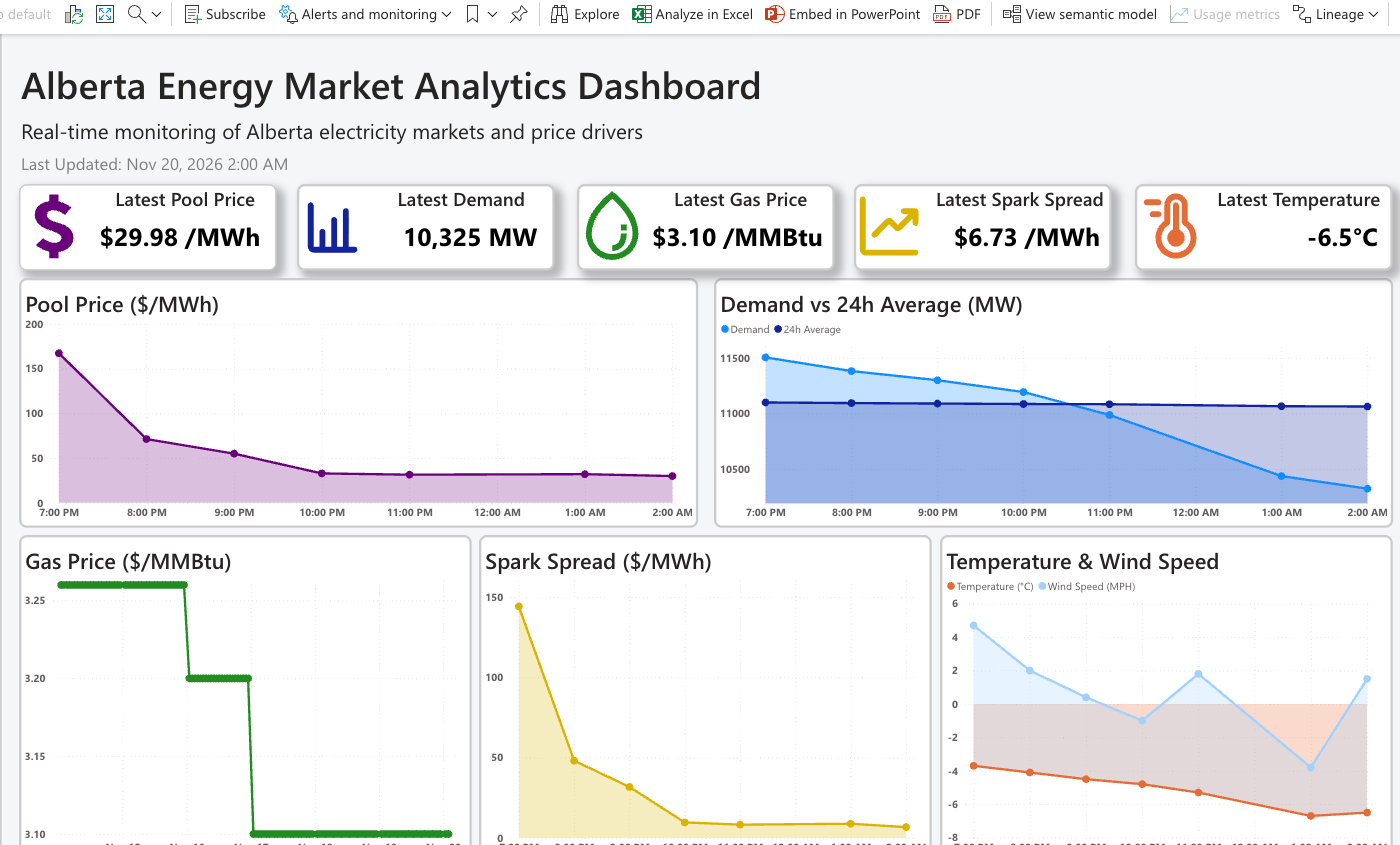 default Subscribe Alerts and monitoring Explore Analyze in Excel Embed in PowerPoint PDF View semantic model Usage metrics Lineage
Alberta Energy Market Analytics Dashboard
Real-time monitoring of Alberta electricity markets and price drivers
Last Updated: Nov 20, 2026 2:00 AM
Latest Pool Price
$29.98 /MWh
Latest Demand
10,325 MW
Latest Gas Price
$3.10 /MMBtu
Latest Spark Spread
$6.73 /MWh
Latest Temperature
-6.5°C
Pool Price ($/MWh)
200
150
100
50
0
7:00 PM 8:00 PM 9:00 PM 10:00 PM 11:00 PM 12:00 AM 1:00 AM 2:00 AM
Demand vs 24h Average (MW)
Demand 24h Average
11500
11000
10500
7:00 PM 8:00 PM 9:00 PM 10:00 PM 11:00 PM 12:00 AM 1:00 AM 2:00 AM
Gas Price ($/MMBtu)
3.25
3.20
3.15
3.10
Spark Spread ($/MWh)
150
100
50
0
Temperature & Wind Speed
Temperature (°C) Wind Speed (MPH)
6
4
2
0
-2
-4
-6
-8